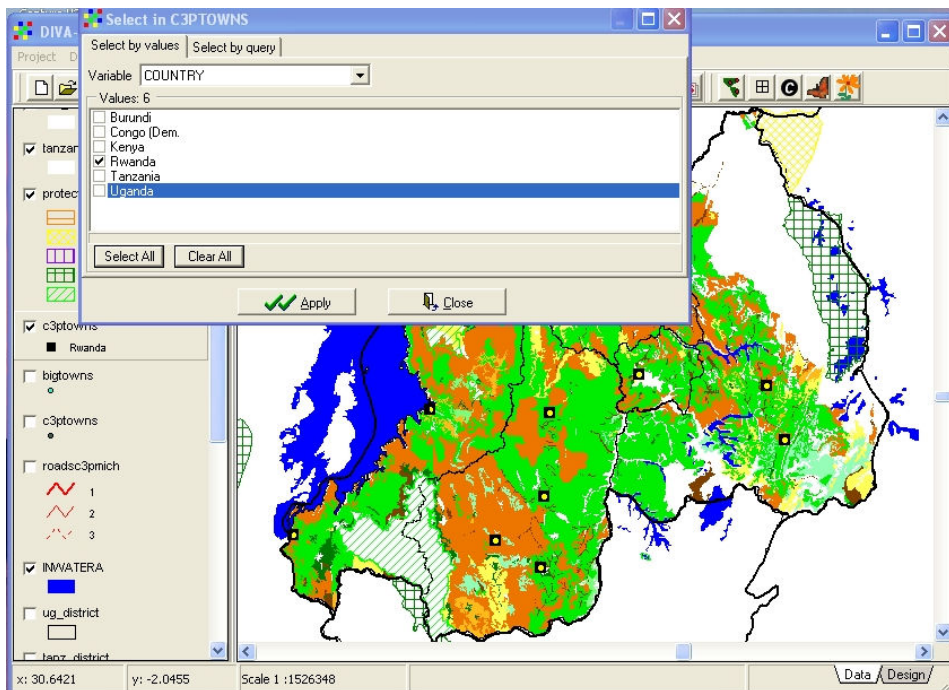 DIVA-
Select in C3PTOWNS
Project
Select by values
Select by query
Variable
COUNTRY
Values: 6
Burundi
Congo (Dem.
Kenya
Rwanda
Tanzania
Uganda
Select All
Clear All
Apply
Close
tanzan
protect
c3ptowns
Rwanda
bigtowns
c3ptowns
roadsc3pmich
1
2
3
INWATERA
ug_district
tanz_district
x: 30.6421
y: -2.0455
Scale 1 :1526348
Data
Design